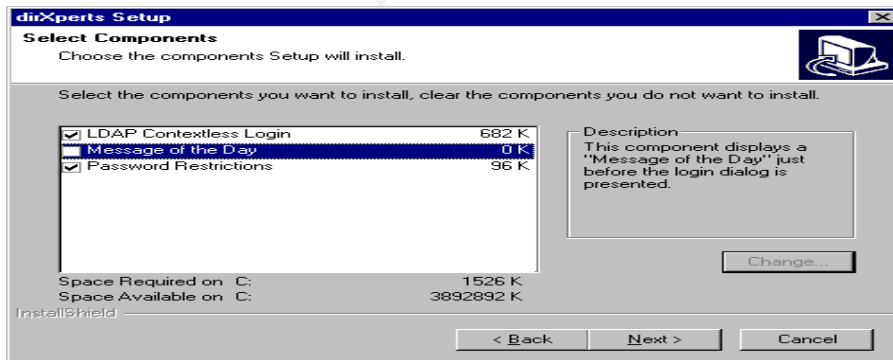 dirXperts Setup
Select Components
Choose the components Setup will install.
Select the components you want to install, clear the components you do not want to install.
LDAP Contextless Login 682 K
Message of the Day 0 K
Password Restrictions 96 K
Description
This component displays a
"Message of the Day" just
before the login dialog is
presented.
Change...
Space Required on C: 1526 K
Space Available on C: 3892892 K
InstallShield
< Back Next > Cancel